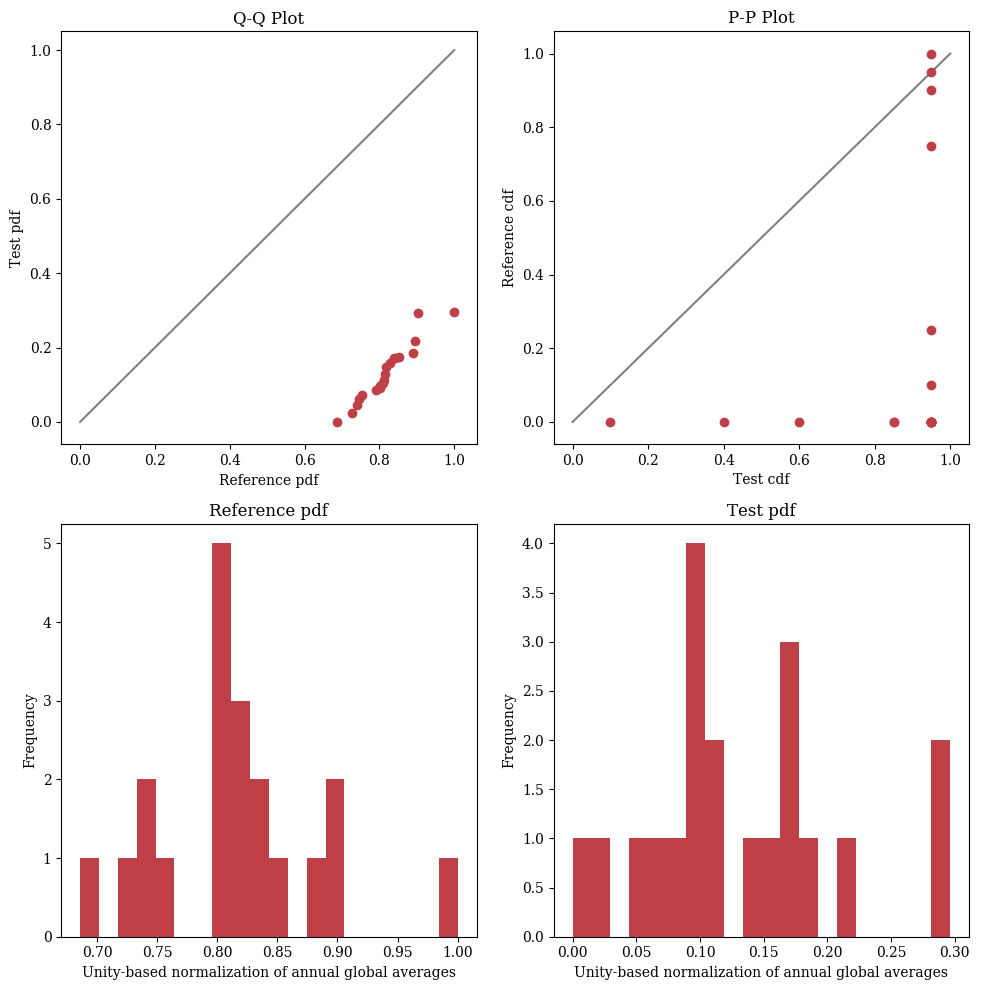 Q-Q Plot
1.0
0.8
0.6
0.4
0.2
0.0
Test pdf
0.0 0.2 0.4 0.6 0.8 1.0
Reference pdf
P-P Plot
1.0
0.8
0.6
0.4
0.2
0.0
Reference cdf
0.0 0.2 0.4 0.6 0.8 1.0
Test cdf
Reference pdf
5
4
3
2
1
0
Frequency
0.70 0.75 0.80 0.85 0.90 0.95 1.00
Unity-based normalization of annual global averages
Test pdf
4.0
3.5
3.0
2.5
2.0
1.5
1.0
0.5
0.0
Frequency
0.00 0.05 0.10 0.15 0.20 0.25 0.30
Unity-based normalization of annual global averages